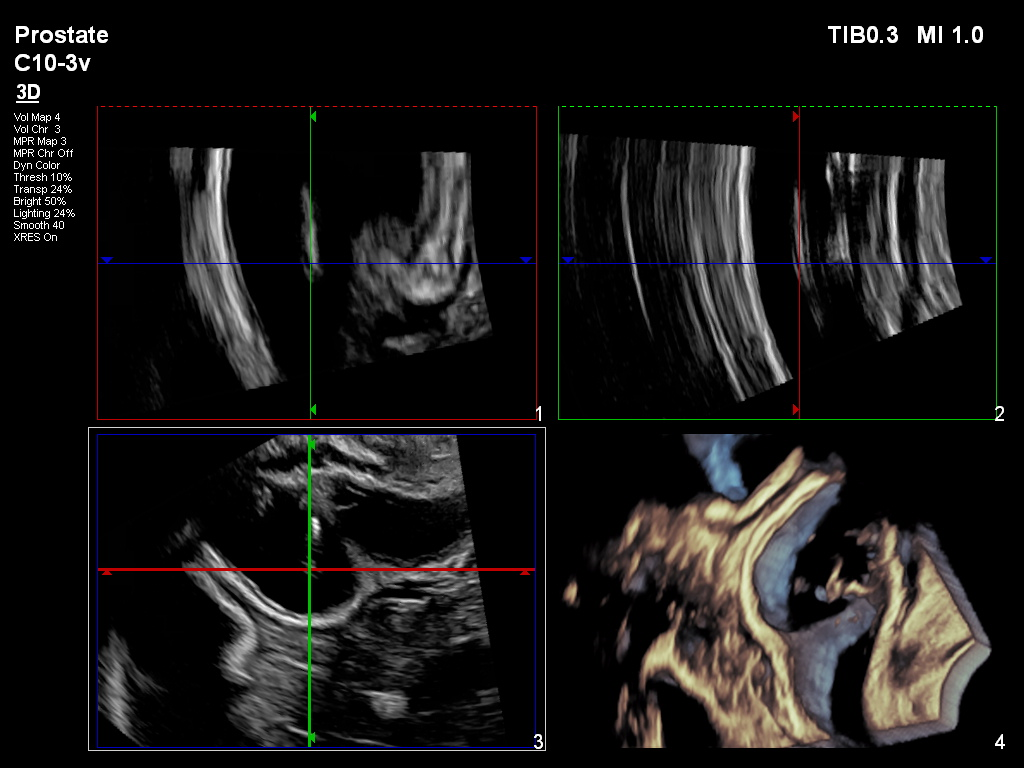 Prostate
C10-3v
3D
TIB0.3 MI 1.0
Vol Map 4
Vol Chr 3
MPR Map 3
MPR Chr Off
Dyn Color
Thresh 10%
Transp 24%
Bright 50%
Lighting 24%
Smooth 40
XRES On
1
2
3
4